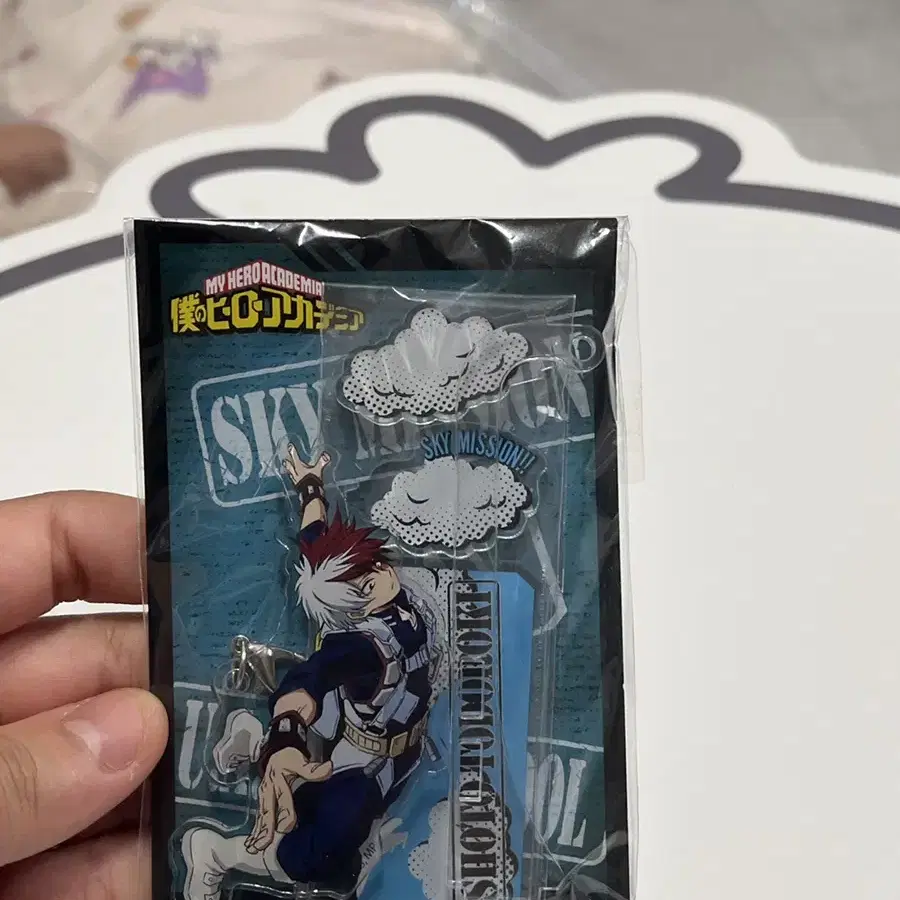 MY HERO ACADEMIA
僕のヒーローアカデミア
SKY MISSION
SKY MISSION!!
SHOTO TODOROKI